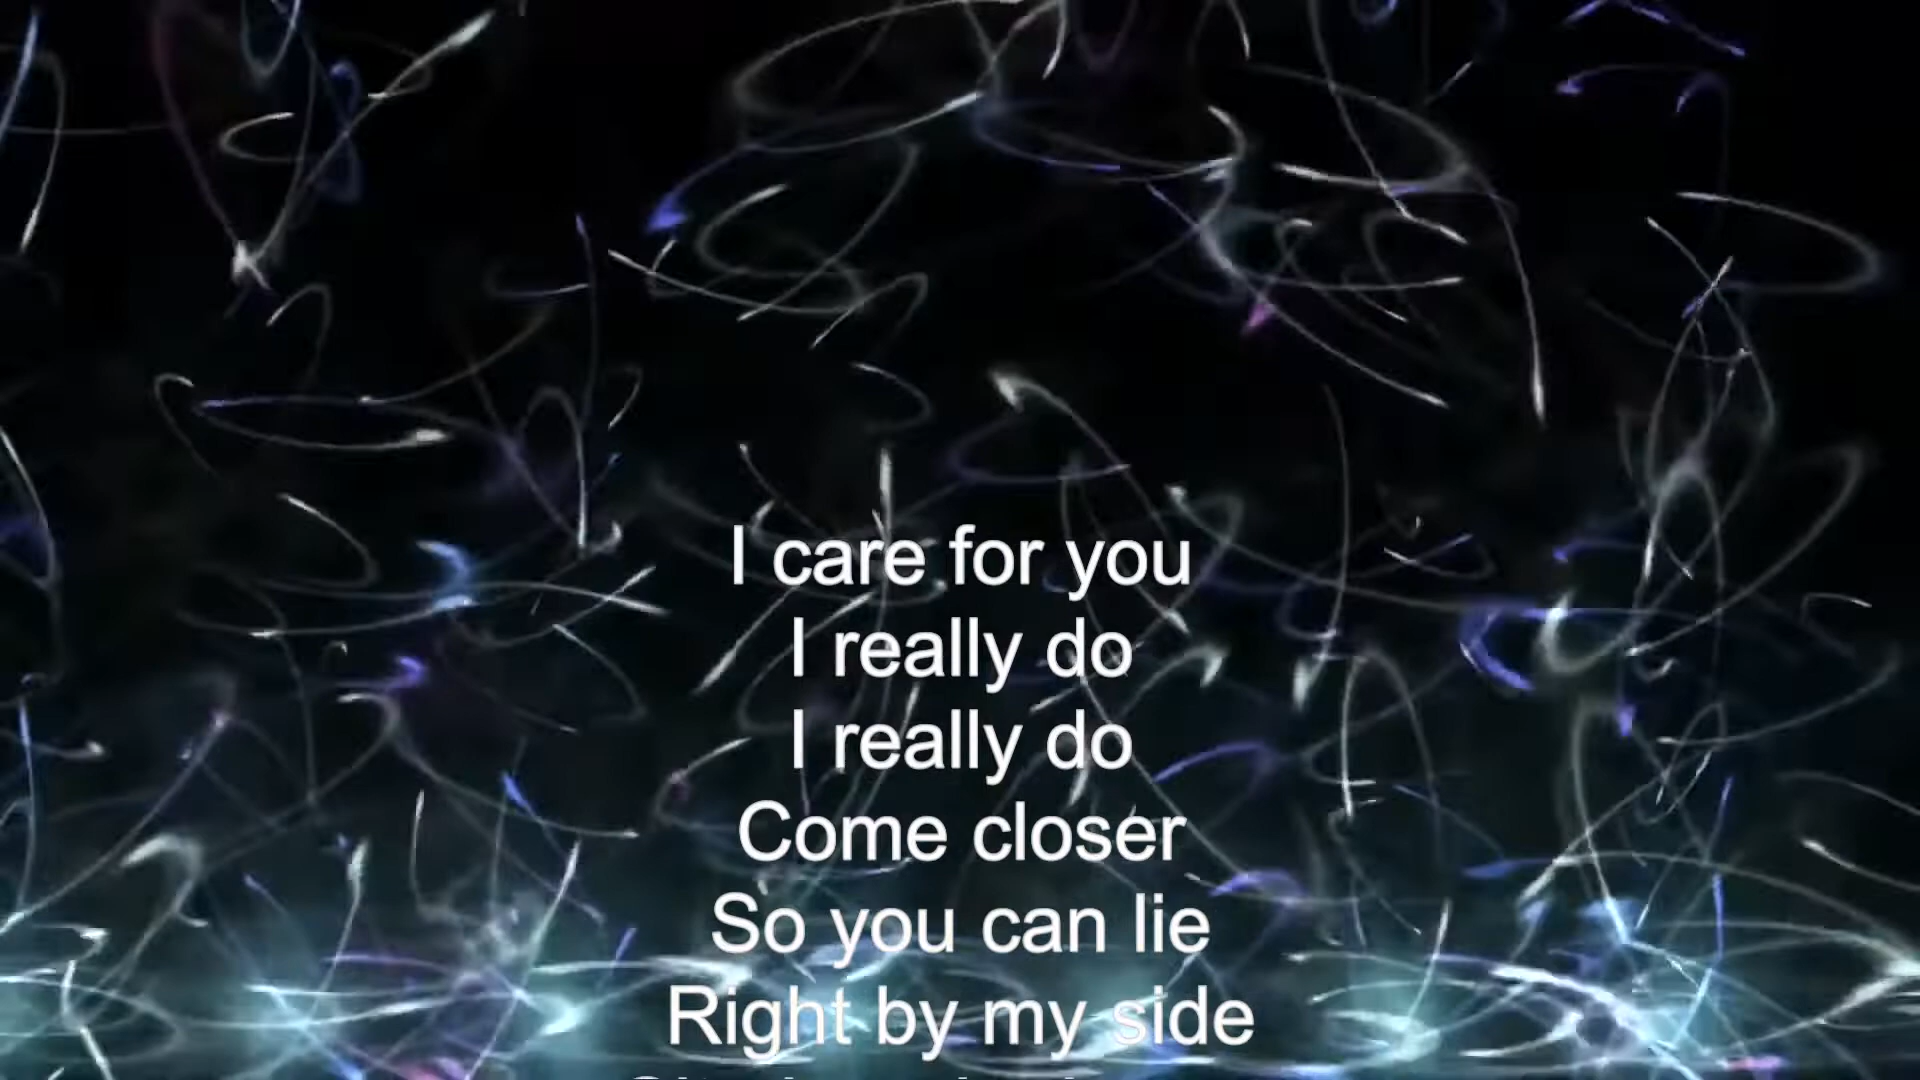 I care for you
I really do
I really do
Come closer
So you can lie
Right by my side